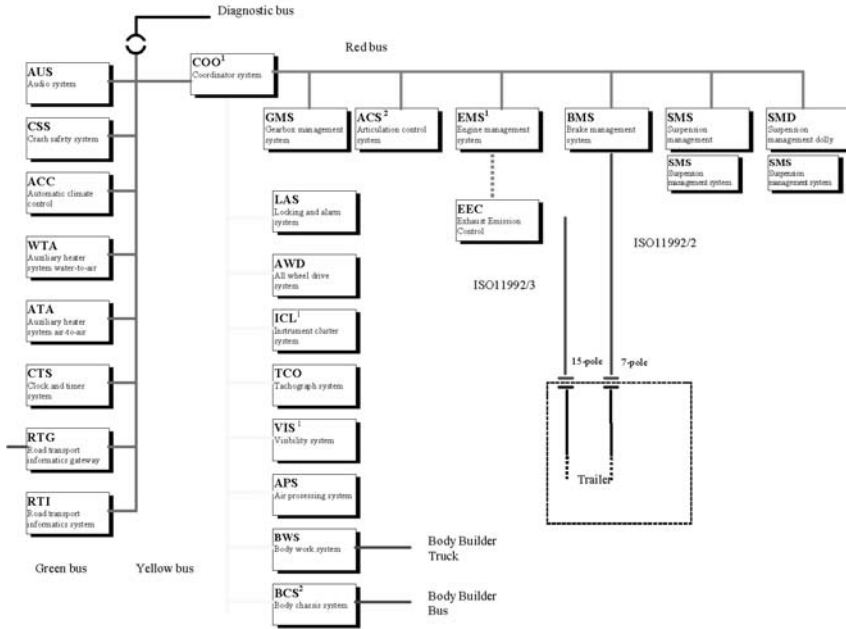 Diagnostic bus
Red bus
COO1
Coordinator system
AUS
Audio system
CSS
Crash safety system
ACC
Automatic climate
control
WTA
Auxiliary heater
system water-to-air
ATA
Auxiliary heater
system air-to-air
CTS
Clock and timer
system
RTG
Road transport
informatics gateway
RTI
Road transport
informatics system
Green bus
Yellow bus
GMS
Gearbox management
system
ACS2
Articulation control
system
EMS1
Engine management
system
BMS
Brake management
system
SMS
Suspension
management
SMS
Suspension
management system
SMD
Suspension
management dolly
SMS
Suspension
management system
EEC
Exhaust Emission
Control
LAS
Locking and alarm
system
AWD
All wheel drive
system
ICL1
Instrument cluster
system
TCO
Tachograph system
VIS1
Visibility system
APS
Air processing system
BWS
Body work system
BCS2
Body chassis system
Body Builder
Truck
Body Builder
Bus
ISO11992/2
ISO11992/3
15-pole
7-pole
Trailer